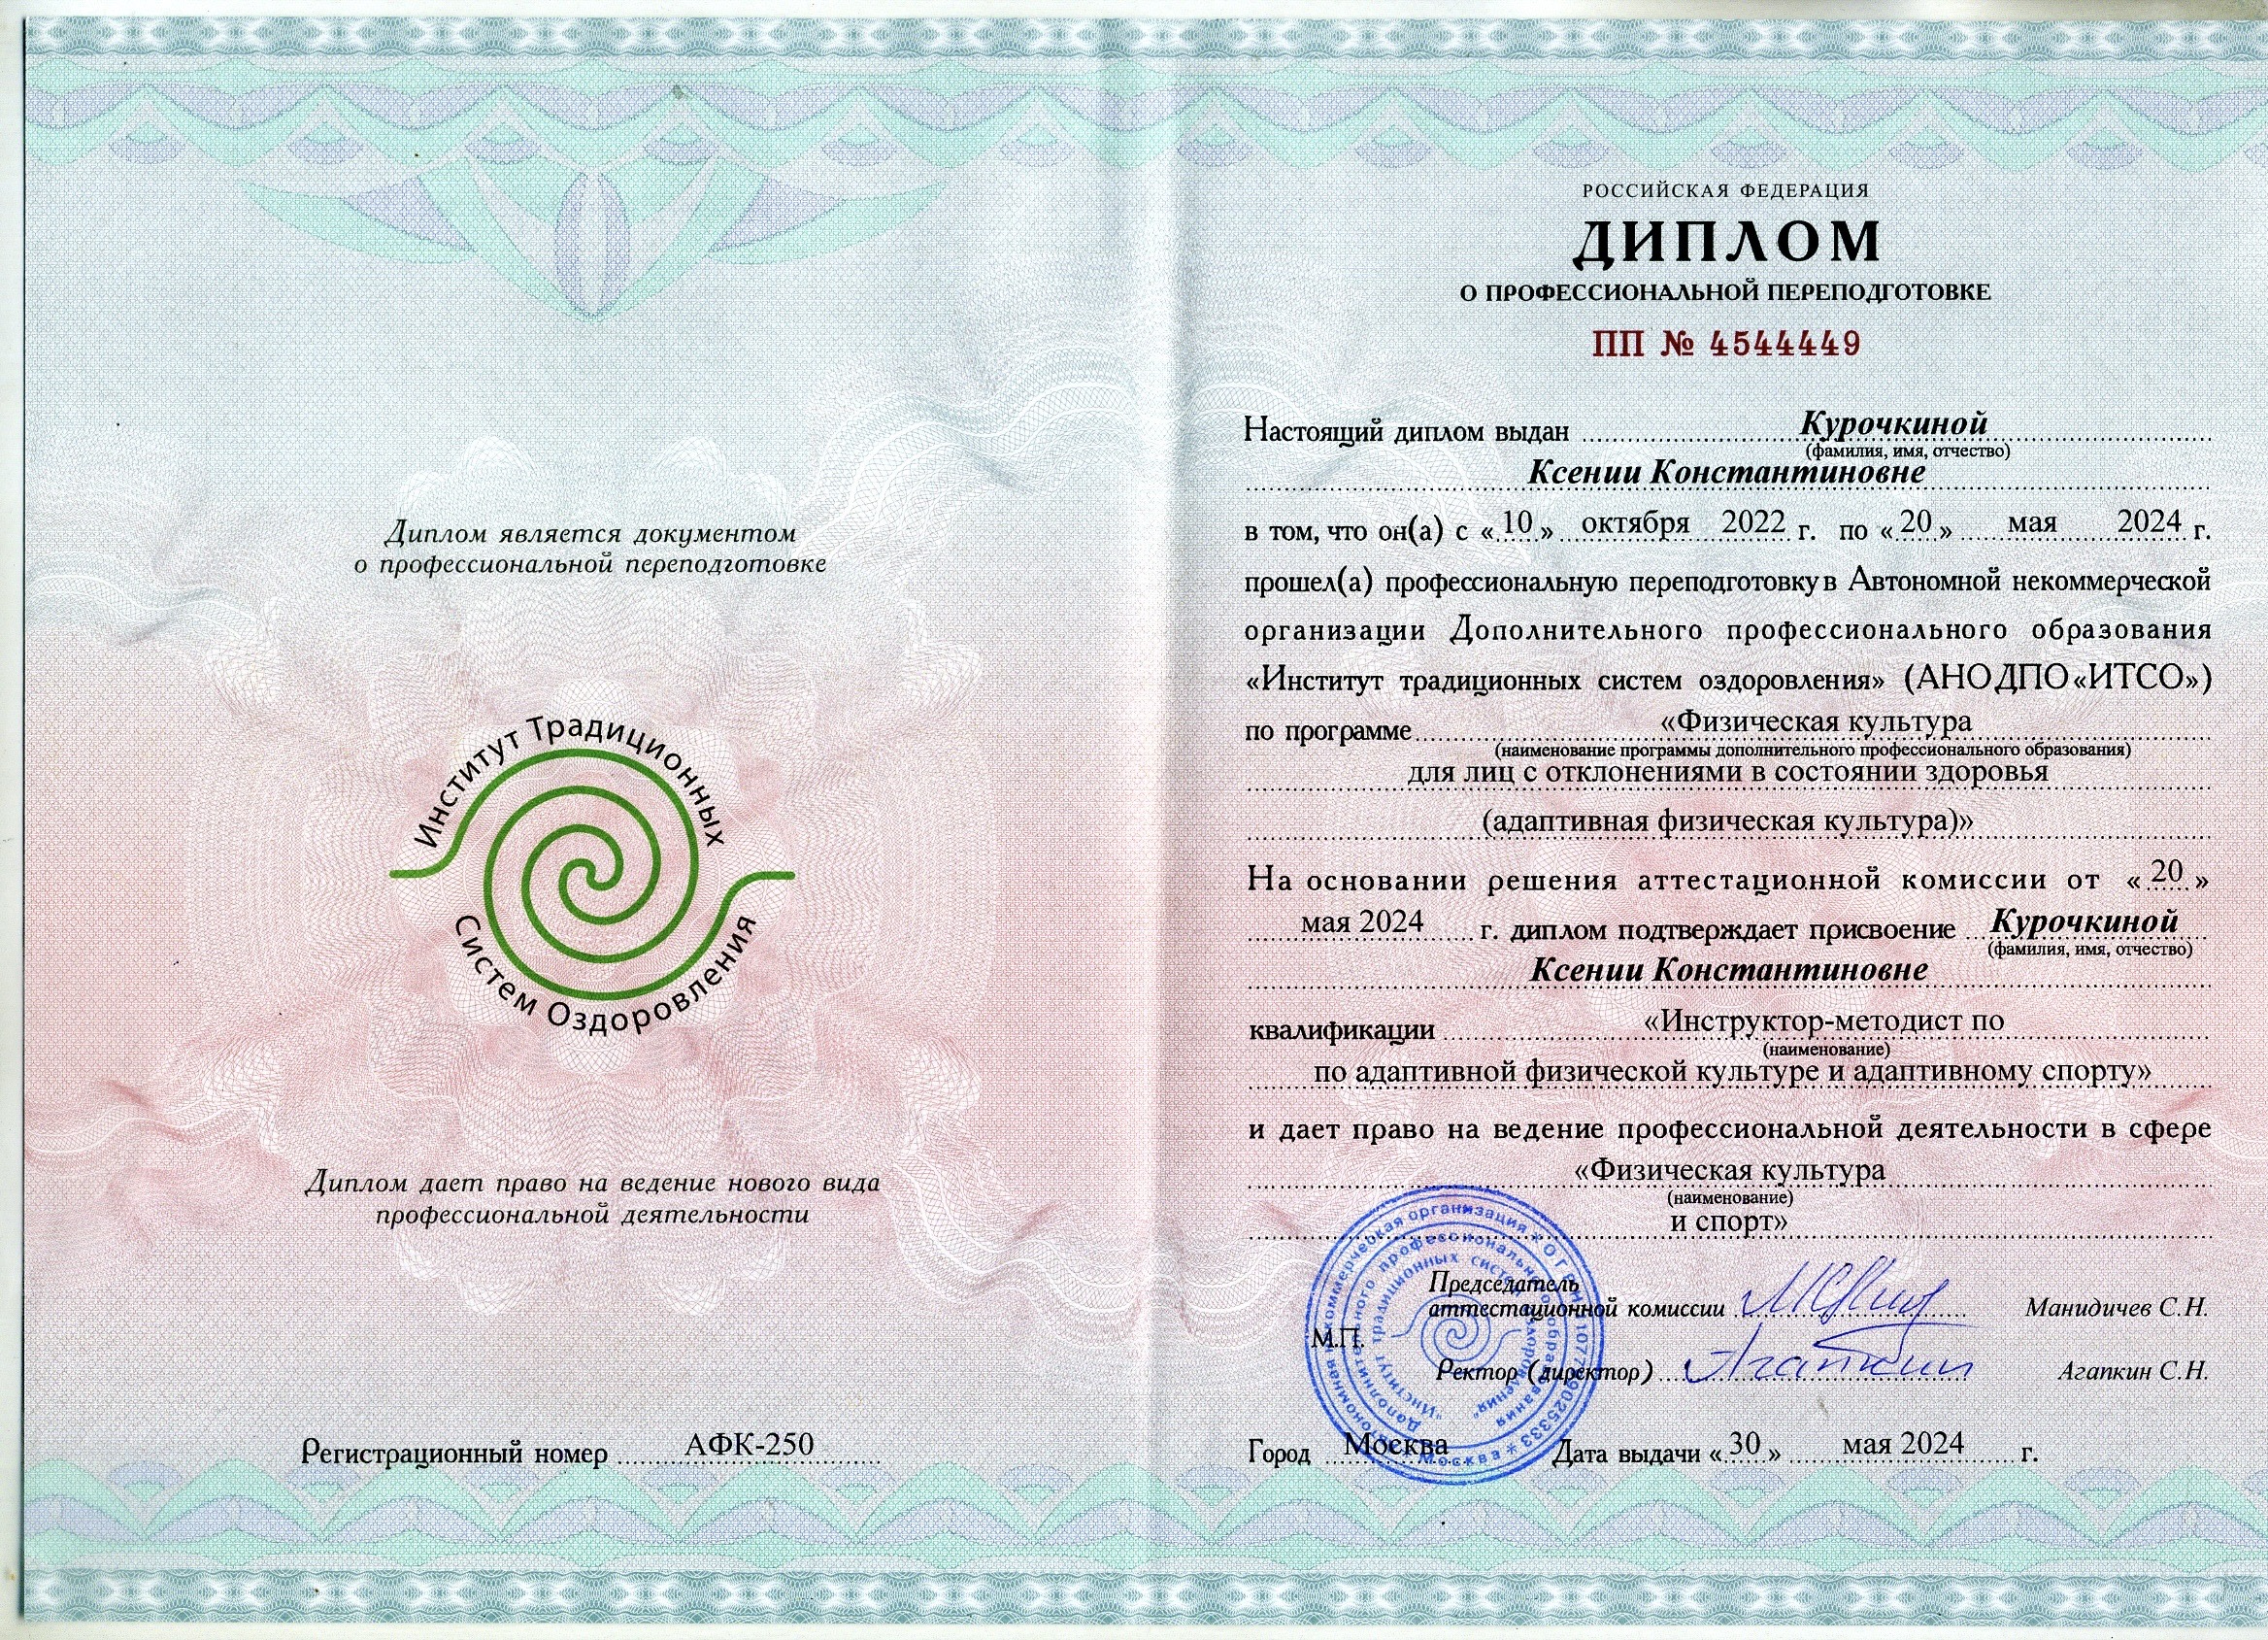 Диплом является документом
о профессиональной переподготовке
Институт Традиционных
Систем Оздоровления
Диплом дает право на ведение нового вида
профессиональной деятельности
Регистрационный номер АФК-250
РОССИЙСКАЯ ФЕДЕРАЦИЯ
ДИПЛОМ
О ПРОФЕССИОНАЛЬНОЙ ПЕРЕПОДГОТОВКЕ
ПП № 4544449
Настоящий диплом выдан Курочкиной
(фамилия, имя, отчество)
Ксении Константиновне
в том, что он(а) с «10» октября 2022 г. по «20» мая 2024 г.
прошел(а) профессиональную переподготовку в Автономной некоммерческой
организации Дополнительного профессионального образования
«Институт традиционных систем оздоровления» (АНО ДПО «ИТСО»)
по программе «Физическая культура
(наименование программы дополнительного профессионального образования)
для лиц с отклонениями в состоянии здоровья
(адаптивная физическая культура)»
На основании решения аттестационной комиссии от «20»
мая 2024 г. диплом подтверждает присвоение Курочкиной
(фамилия, имя, отчество)
Ксении Константиновне
квалификации «Инструктор-методист по
(наименование)
по адаптивной физической культуре и адаптивному спорту»
и дает право на ведение профессиональной деятельности в сфере
«Физическая культура
(наименование)
и спорт»
Председатель
аттестационной комиссии Манидичев С.Н.
М.П.
Ректор (директор) Агапкин С.Н.
Город Москва Дата выдачи «30» мая 2024 г.
Автономная некоммерческая организация * ОГРН * Москва *
Дополнительного профессионального образования
"Институт традиционных систем оздоровления"